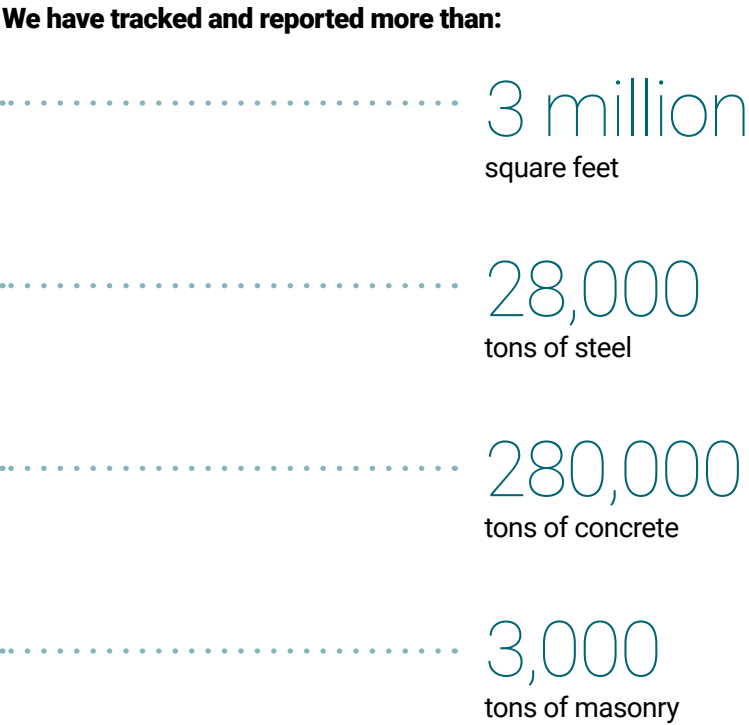 We have tracked and reported more than:
3 million
square feet
28,000
tons of steel
280,000
tons of concrete
3,000
tons of masonry